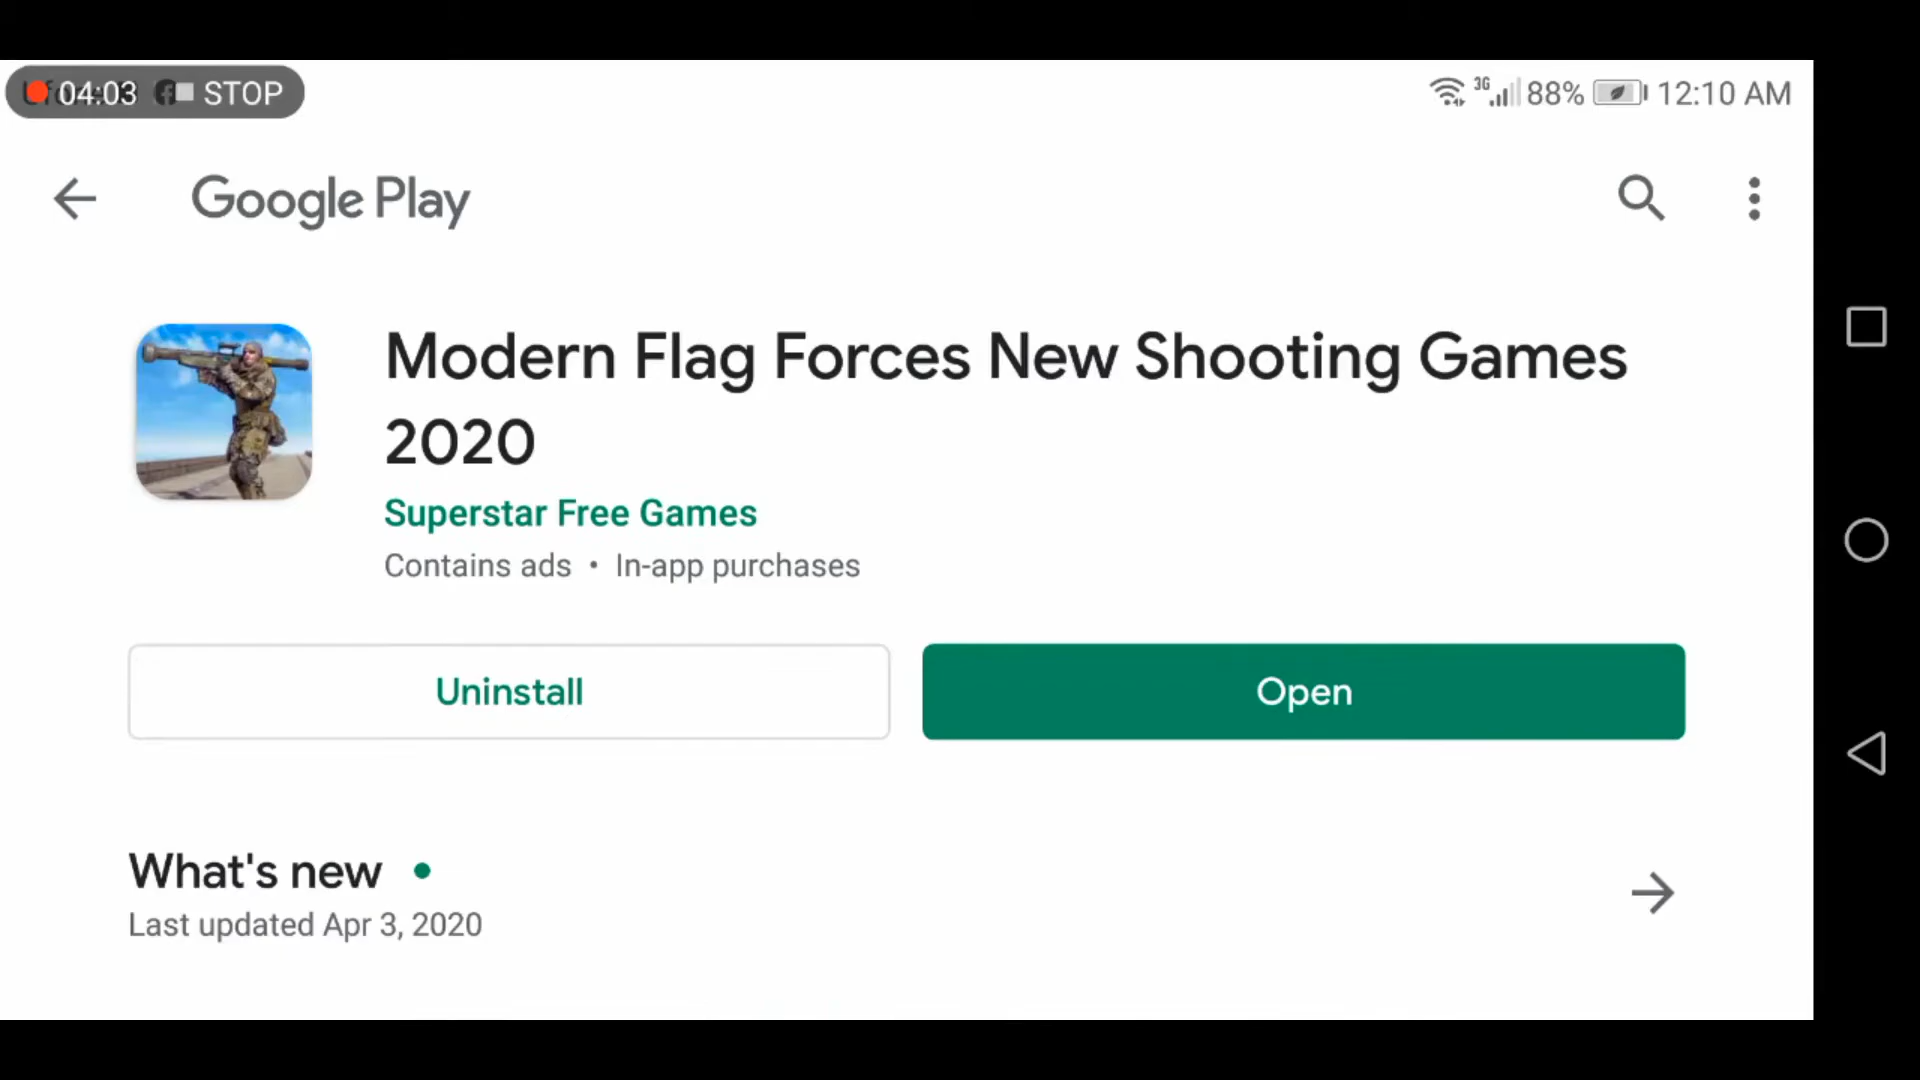 04:03 STOP
3G 88% 12:10 AM
Google Play
Modern Flag Forces New Shooting Games
2020
Superstar Free Games
Contains ads • In-app purchases
Uninstall
Open
What's new
Last updated Apr 3, 2020